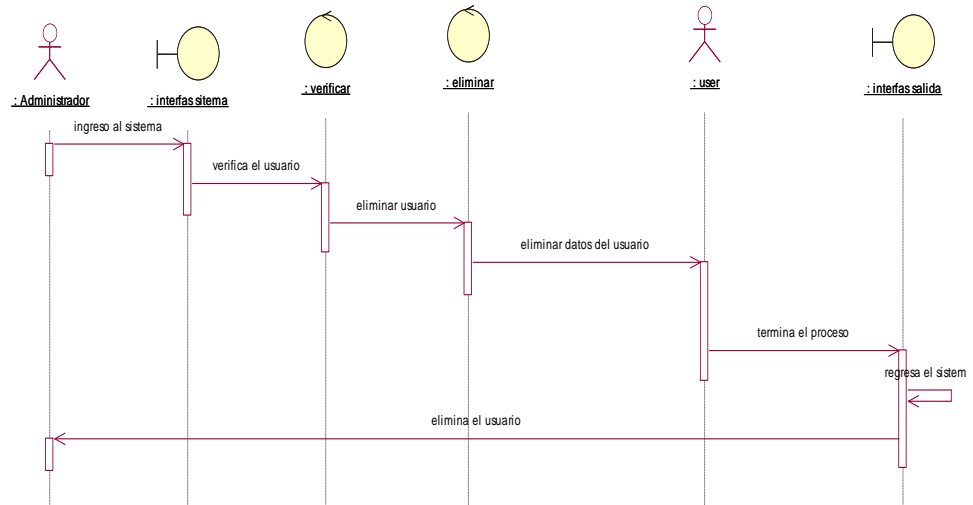 : Administrador
: interfas sitema
: verificar
: eliminar
: user
: interfas salida
ingreso al sistema
verifica el usuario
eliminar usuario
eliminar datos del usuario
termina el proceso
regresa el sistem
elimina el usuario